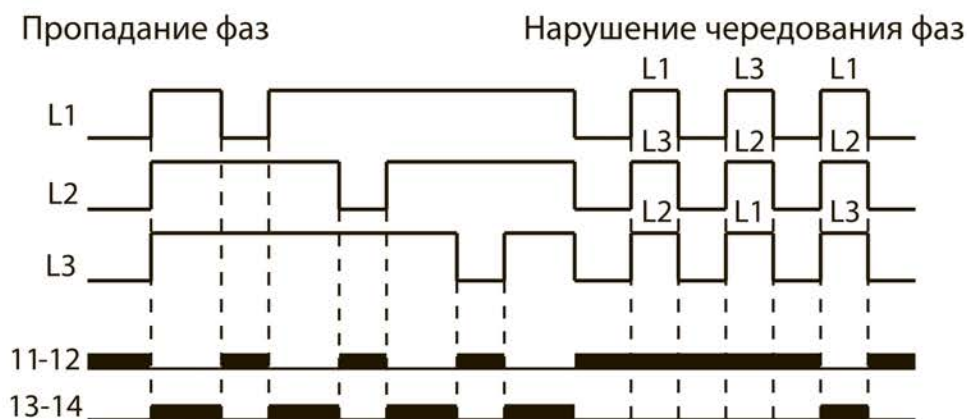 Пропадание фаз
Нарушение чередования фаз
L1 L3 L1
L1
L3 L2 L2
L2
L2 L1 L3
L3
11-12
13-14